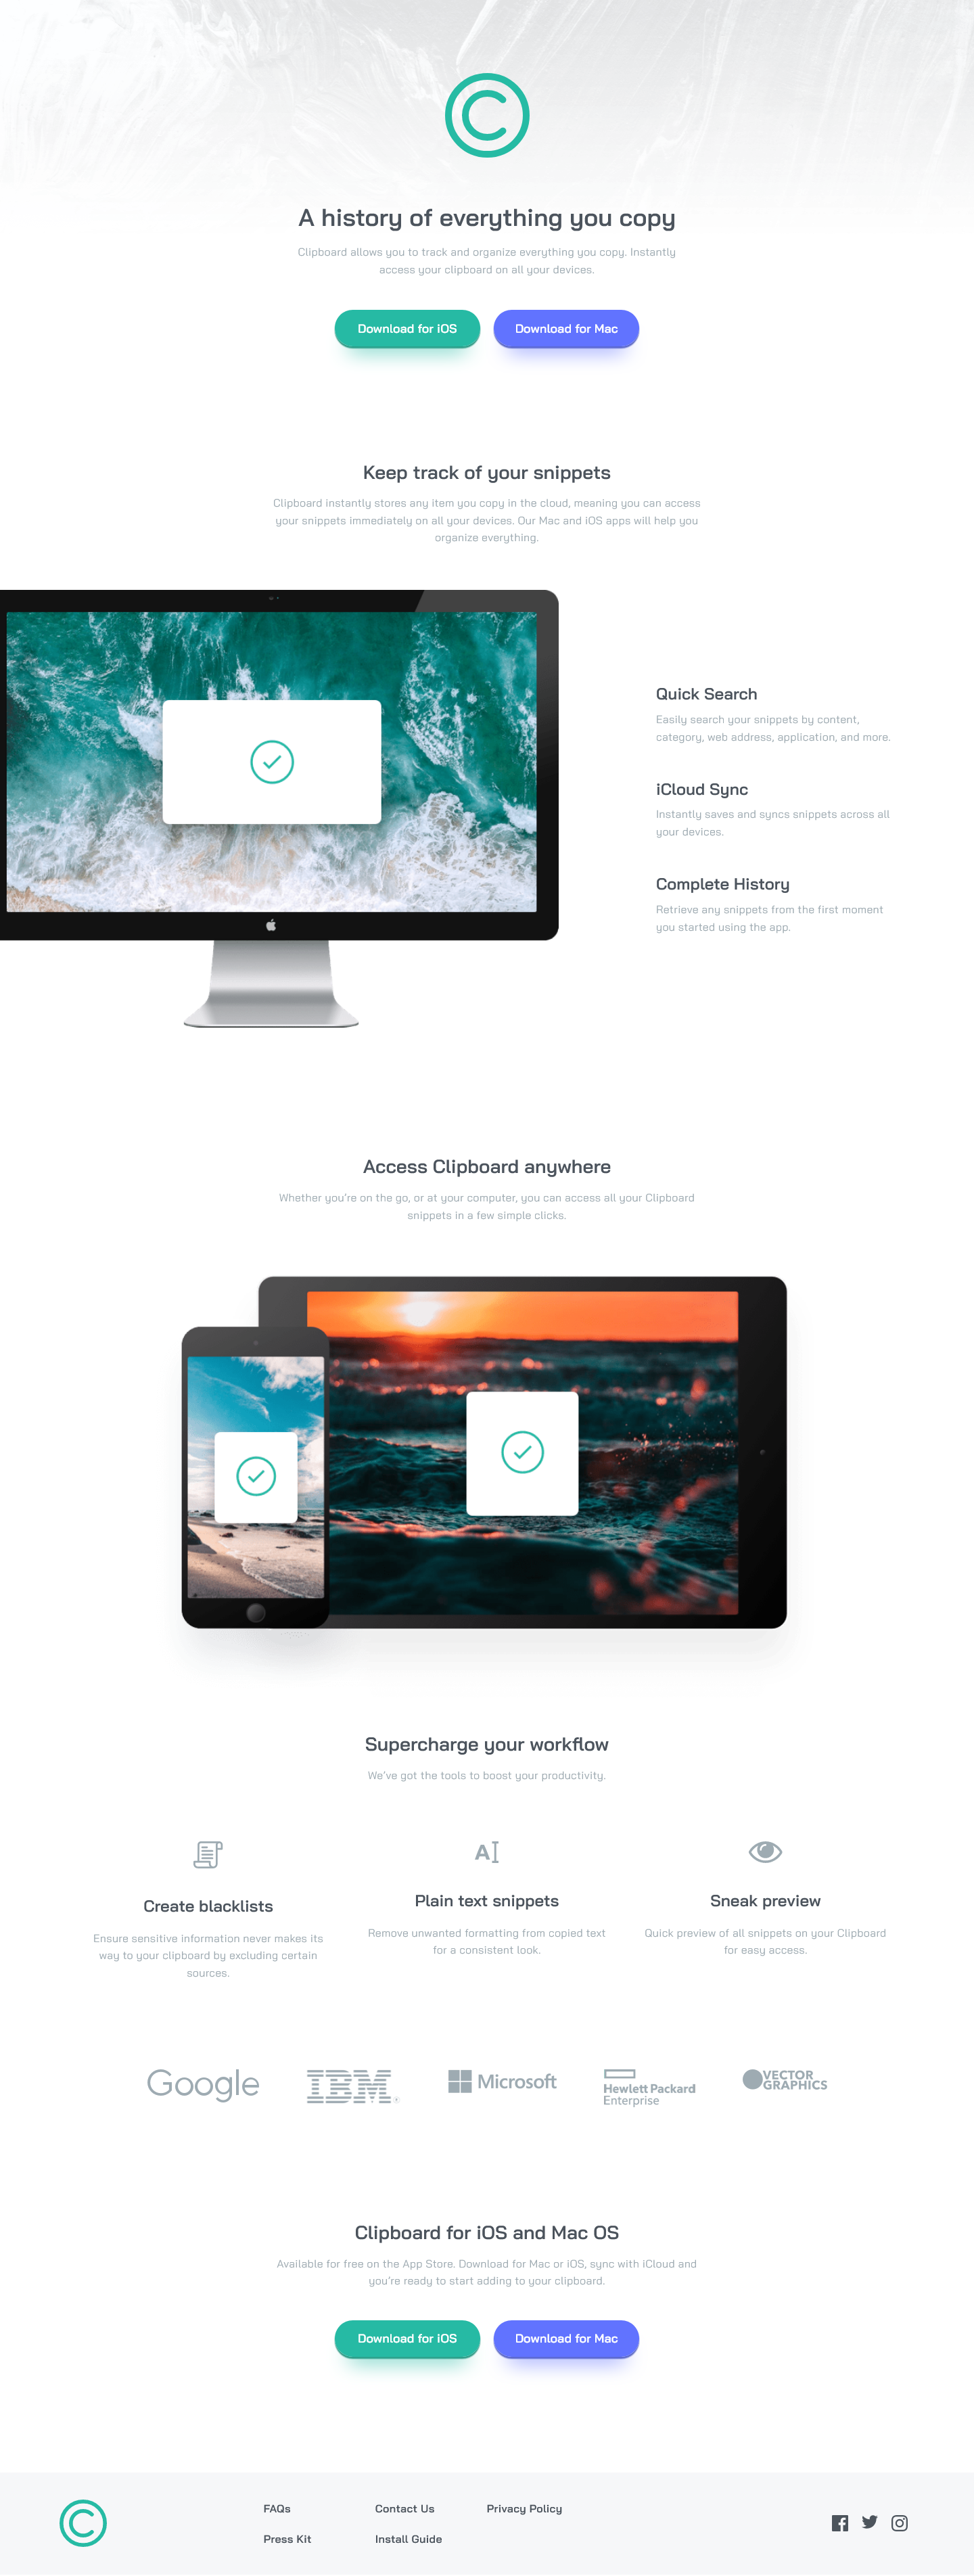 A history of everything you copy
Clipboard allows you to track and organize everything you copy. Instantly
access your clipboard on all your devices.
Download for iOS
Download for Mac
Keep track of your snippets
Clipboard instantly stores any item you copy in the cloud, meaning you can access
your snippets immediately on all your devices. Our Mac and iOS apps will help you
organize everything.
Quick Search
Easily search your snippets by content,
category, web address, application, and more.
iCloud Sync
Instantly saves and syncs snippets across all
your devices.
Complete History
Retrieve any snippets from the first moment
you started using the app.
Access Clipboard anywhere
Whether you’re on the go, or at your computer, you can access all your Clipboard
snippets in a few simple clicks.
Supercharge your workflow
We’ve got the tools to boost your productivity.
Create blacklists
Ensure sensitive information never makes its
way to your clipboard by excluding certain
sources.
Plain text snippets
Remove unwanted formatting from copied text
for a consistent look.
Sneak preview
Quick preview of all snippets on your Clipboard
for easy access.
Google
IBM®
Microsoft
Hewlett Packard
Enterprise
VECTOR
GRAPHICS
Clipboard for iOS and Mac OS
Available for free on the App Store. Download for Mac or iOS, sync with iCloud and
you’re ready to start adding to your clipboard.
Download for iOS
Download for Mac
FAQs
Contact Us
Privacy Policy
Press Kit
Install Guide